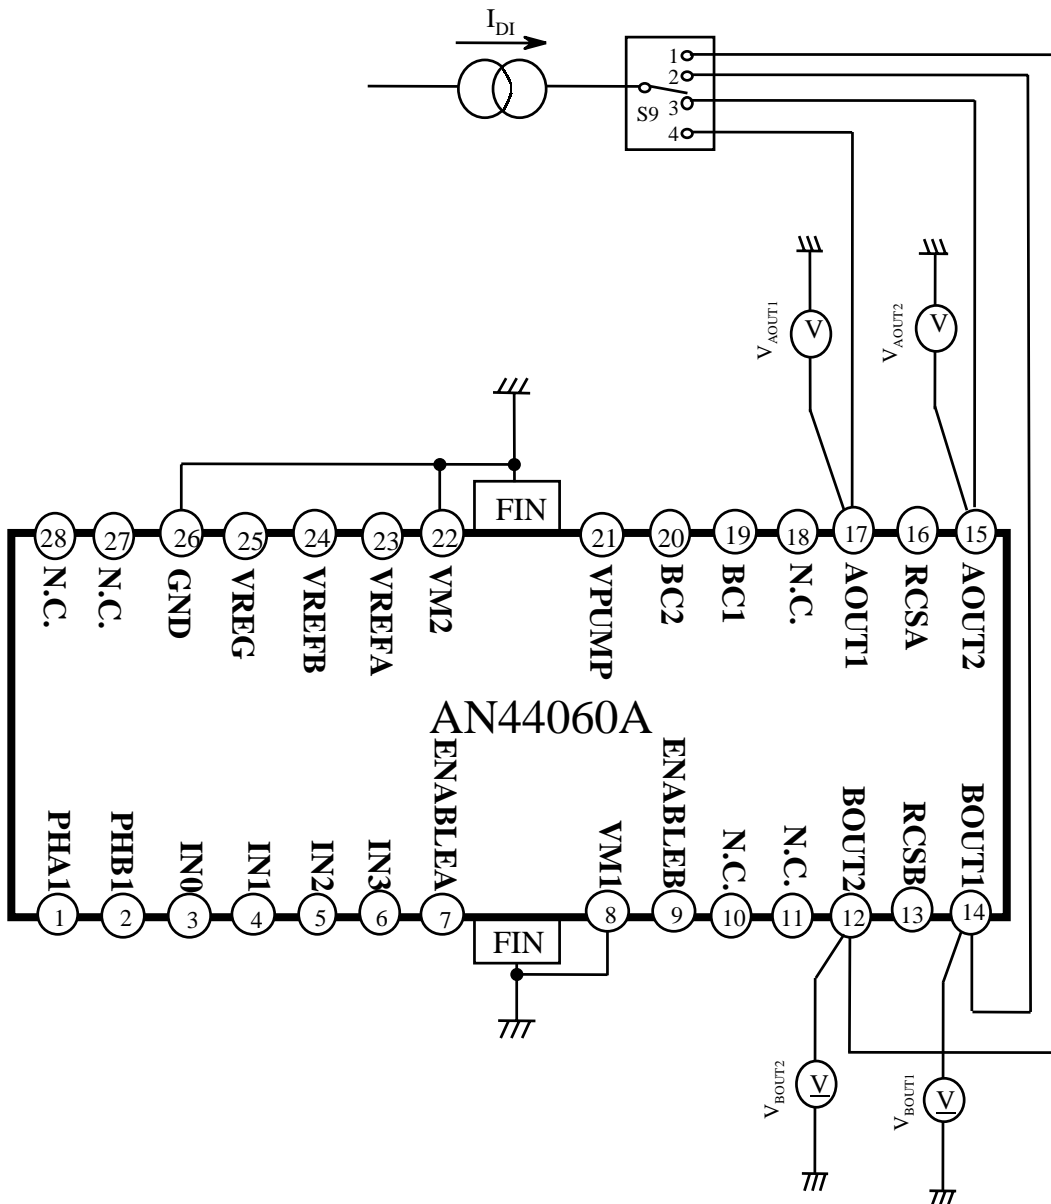 I_DI
1
2
S9 3
4
V_AOUT1
V
V_AOUT2
V
FIN
28 27 26 25 24 23 22 21 20 19 18 17 16 15
N.C. N.C. GND VREG VREFB VREFA VM2 VPUMP BC2 BC1 N.C. AOUT1 RCSA AOUT2
AN44060A
PHA1 PHB1 IN0 IN1 IN2 IN3 ENABLEA VM1 ENABLEB N.C. N.C. BOUT2 RCSB BOUT1
1 2 3 4 5 6 7 8 9 10 11 12 13 14
FIN
V_BOUT2
V
V_BOUT1
V